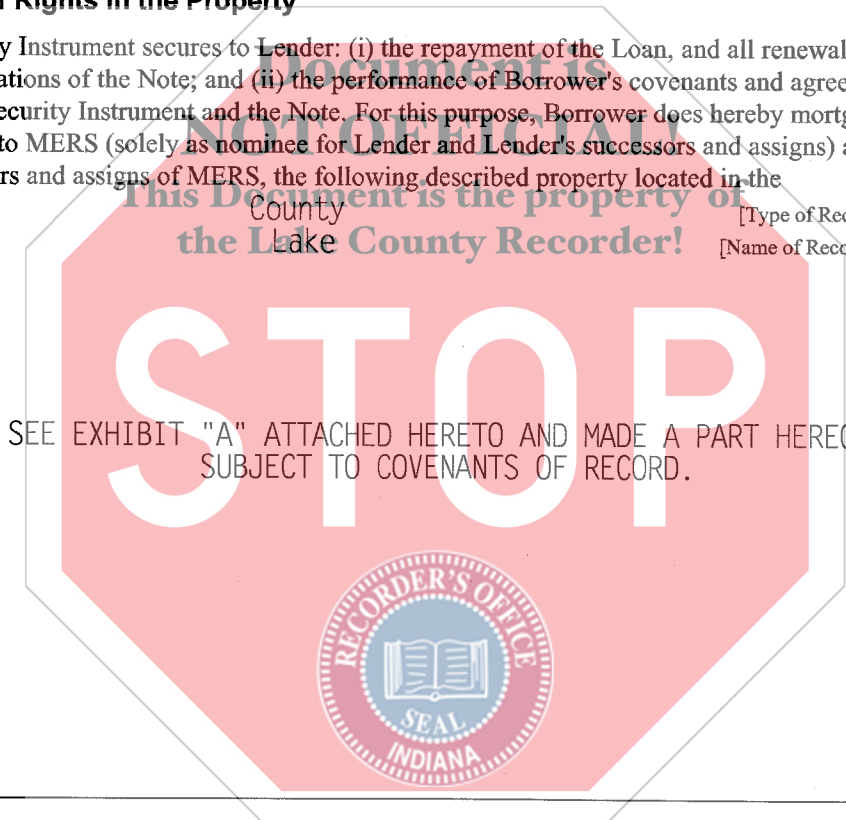 Rights in the Property
y Instrument secures to Lender: (i) the repayment of the Loan, and all renewal
Document is
ations of the Note; and (ii) the performance of Borrower's covenants and agree
ecurity Instrument and the Note. For this purpose, Borrower does hereby mortg
NOT OFFICIAL!
to MERS (solely as nominee for Lender and Lender's successors and assigns) a
rs and assigns of MERS, the following described property located in the
This Document is the property of
County [Type of Rec
the Lake County Recorder!
Lake [Name of Reco
STOP
SEE EXHIBIT "A" ATTACHED HERETO AND MADE A PART HEREO
SUBJECT TO COVENANTS OF RECORD.
RECORDER'S OFFICE
SEAL
INDIANA